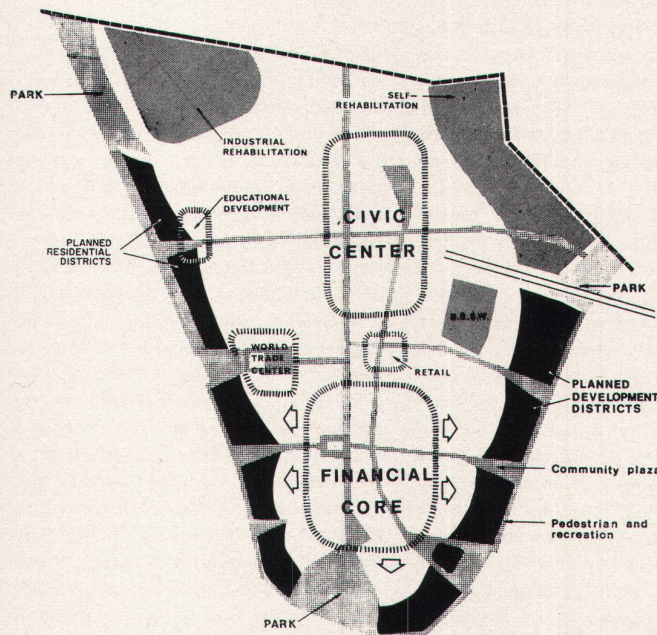 PARK
SELF-
REHABILITATION
INDUSTRIAL
REHABILITATION
EDUCATIONAL
DEVELOPMENT
CIVIC
CENTER
PLANNED
RESIDENTIAL
DISTRICTS
PARK
B.B.&W.
WORLD
TRADE
CENTER
RETAIL
PLANNED
DEVELOPMENT
DISTRICTS
FINANCIAL
CORE
Community plaza
Pedestrian and
recreation
PARK